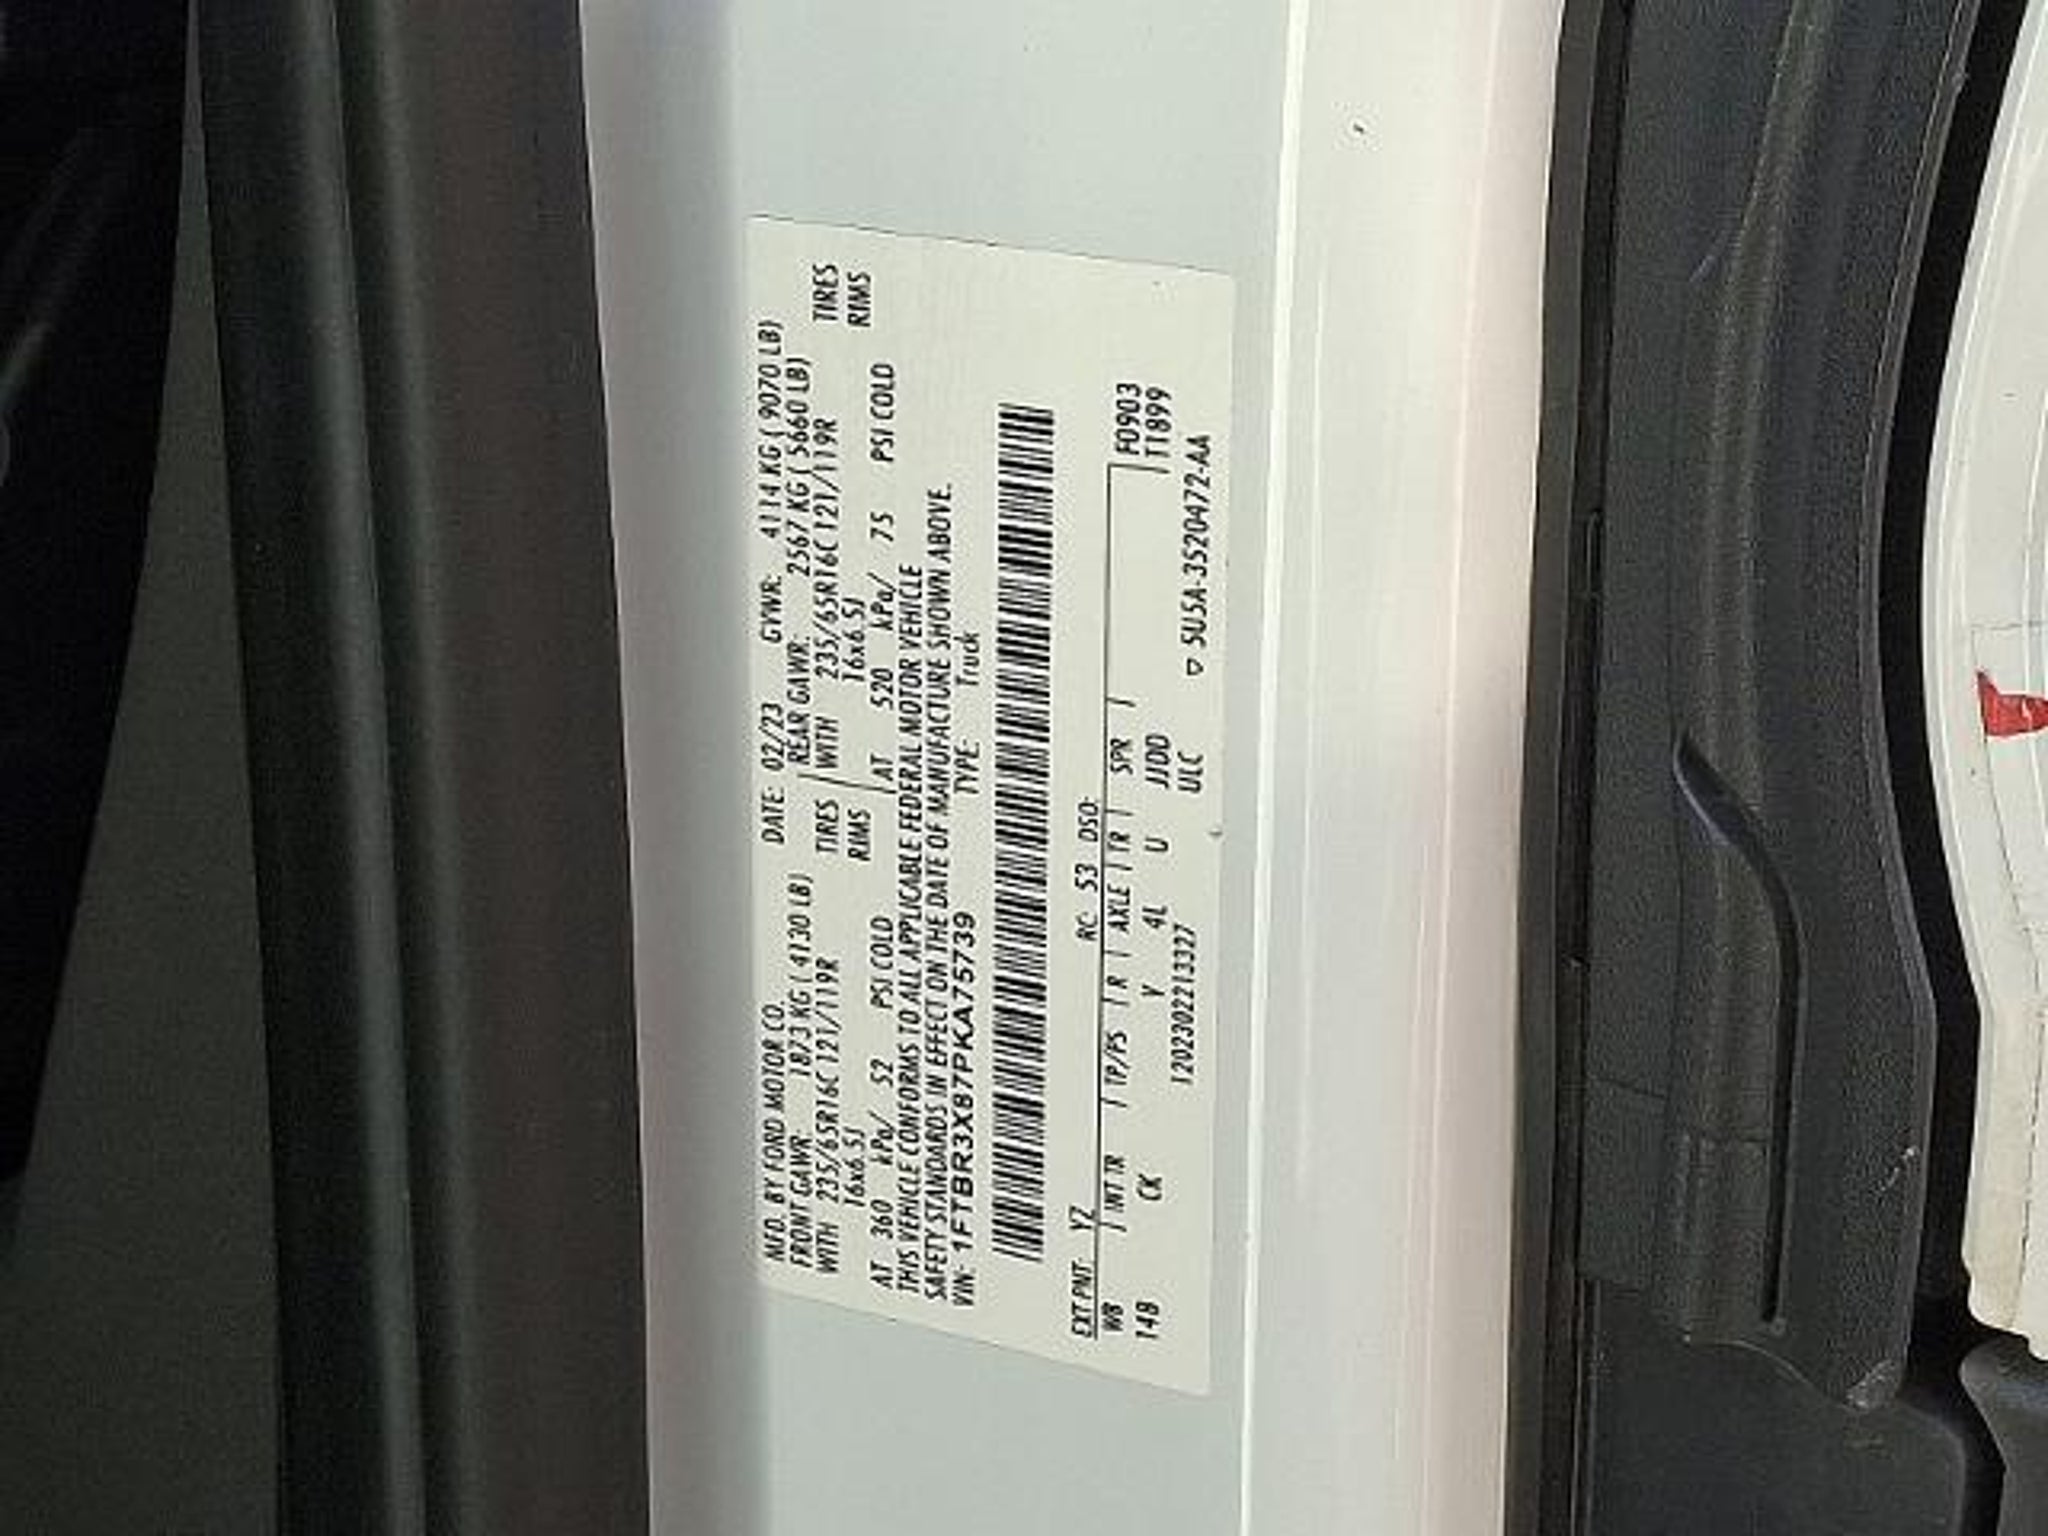 MFD. BY FORD MOTOR CO. DATE: 02/23 GVWR: 4114 KG ( 9070 LB)
FRONT GAWR: 1873 KG ( 4130 LB) REAR GAWR: 2567 KG ( 5660 LB)
WITH 235/65R16C 121/119R TIRES WITH 235/65R16C 121/119R TIRES
16x6.5J RIMS 16x6.5J RIMS
AT 360 kPa/ 52 PSI COLD AT 520 kPa/ 75 PSI COLD
THIS VEHICLE CONFORMS TO ALL APPLICABLE FEDERAL MOTOR VEHICLE
SAFETY STANDARDS IN EFFECT ON THE DATE OF MANUFACTURE SHOWN ABOVE.
VIN: 1FTBR3X87PKA75739 TYPE: Truck
EXT PNT: YZ RC: 53 DSO:
WB INT TR TP/PS R AXLE TR SPR F0903
148 CK Y 4L U JJDD T1899
1202302213327 ULC ▽ 5U5A-3520472-AA